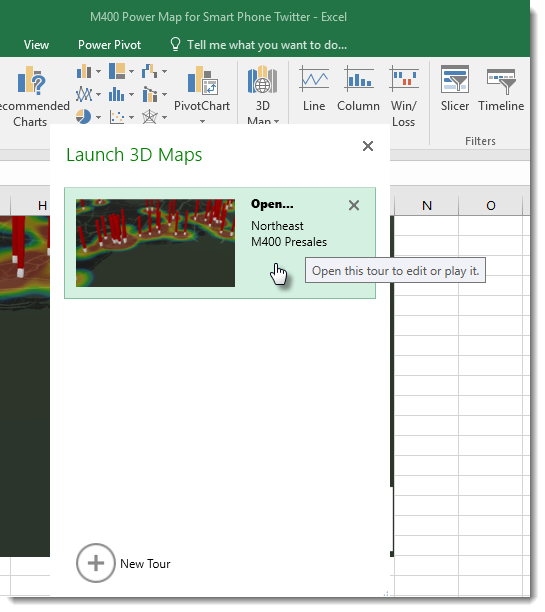 M400 Power Map for Smart Phone Twitter - Excel
View Power Pivot Tell me what you want to do...
ecommended
Charts
PivotChart
3D
Map
Line Column Win/
Loss
Slicer Timeline
Filters
Launch 3D Maps
H N O
Open...
Northeast
M400 Presales
Open this tour to edit or play it.
New Tour